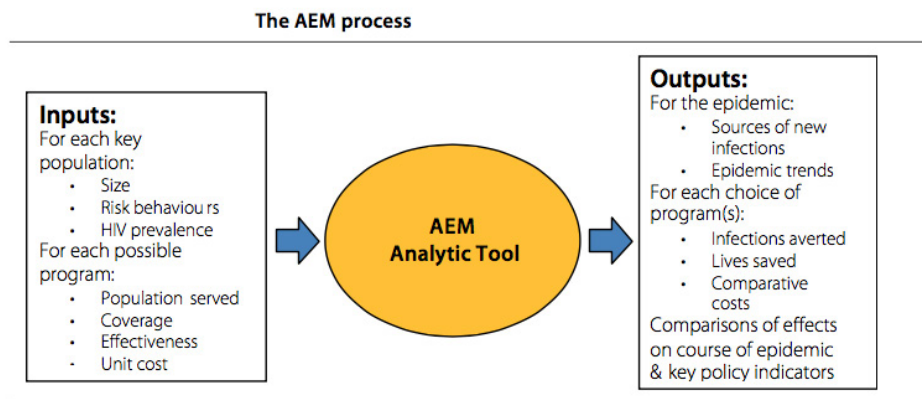 The AEM process
Inputs:
For each key
population:
• Size
• Risk behaviours
• HIV prevalence
For each possible
program:
• Population served
• Coverage
• Effectiveness
- Unit cost
AEM
Analytic Tool
Outputs:
For the epidemic:
• Sources of new
infections
• Epidemic trends
For each choice of
program(s):
• Infections averted
• Lives saved
• Comparative
costs
Comparisons of effects
on course of epidemic
& key policy indicators